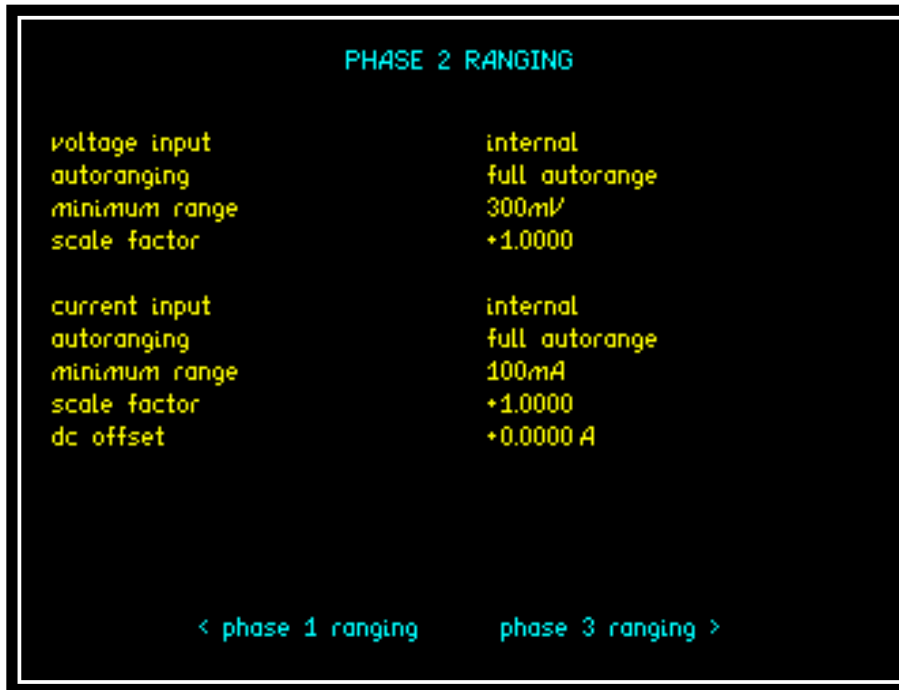 PHASE 2 RANGING
voltage input internal
autoranging full autorange
minimum range 300mV
scale factor +1.0000
current input internal
autoranging full autorange
minimum range 100mA
scale factor +1.0000
dc offset +0.0000 A
< phase 1 ranging phase 3 ranging >